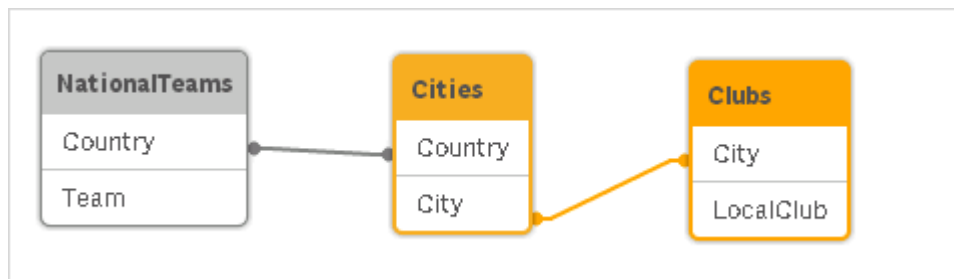 NationalTeams
Country
Team
Cities
Country
City
Clubs
City
LocalClub